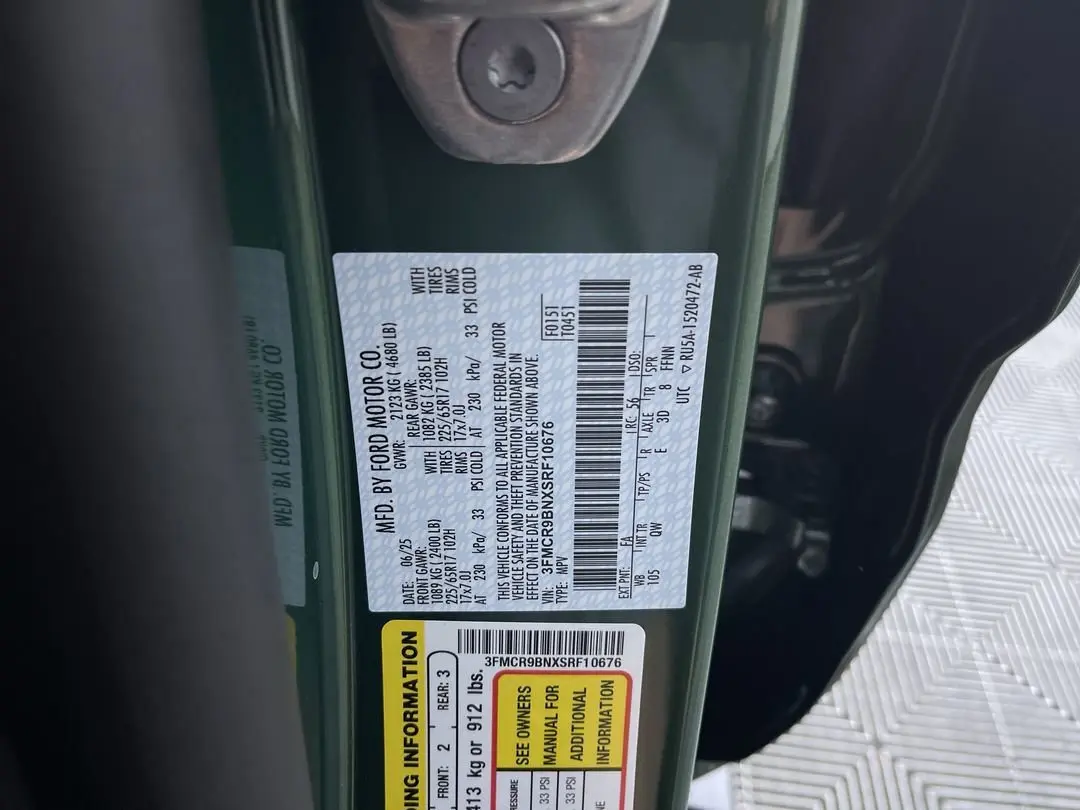 MFD. BY FORD MOTOR CO.
DATE: 06/25 GVWR: 2123 KG ( 4680 LB)
FRONT GAWR: REAR GAWR:
1089 KG ( 2400 LB) WITH 1082 KG ( 2385 LB) WITH
225/65R17 102H TIRES 225/65R17 102H TIRES
17x7.0J RIMS 17x7.0J RIMS
AT 230 kPa/ 33 PSI COLD AT 230 kPa/ 33 PSI COLD
THIS VEHICLE CONFORMS TO ALL APPLICABLE FEDERAL MOTOR
VEHICLE SAFETY AND THEFT PREVENTION STANDARDS IN
EFFECT ON THE DATE OF MANUFACTURE SHOWN ABOVE.
VIN: 3FMCR9BNXSRF10676
TYPE: MPV
F0151
T0451
EXT PNT: EA RC: 56 DSO:
WB INT TR TP/PS R AXLE TR SPR
105 QW E 3D 8 FFNN
UTC ▽ RU5A-1520472-AB
MFD. BY FORD MOTOR CO.
DING INFORMATION
FRONT: 2 REAR: 3
413 kg or 912 lbs.
3FMCR9BNXSRF10676
SEE OWNERS
MANUAL FOR
ADDITIONAL
INFORMATION
PRESSURE
33 PSI
33 PSI